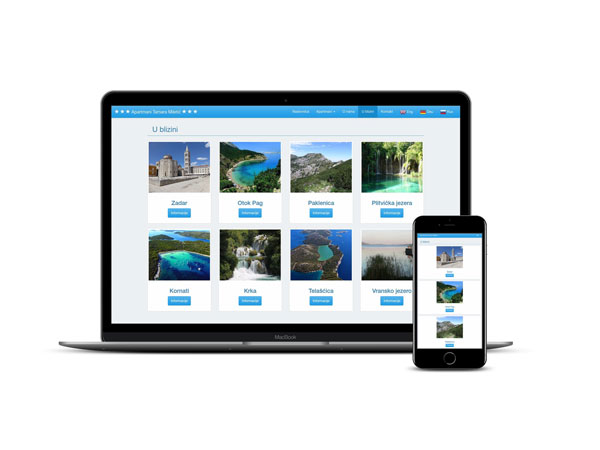 ★★★ Apartmani Tamara Maslić ★★★ Naslovnica Apartmani O nama U blizini Kontakt Eng Deu Rus
U blizini
Zadar Otok Pag Paklenica Plitvička jezera
Informacije Informacije Informacije Informacije
Kornati Krka Telašćica Vransko jezero
Informacije Informacije Informacije Informacije
MacBook
U blizini